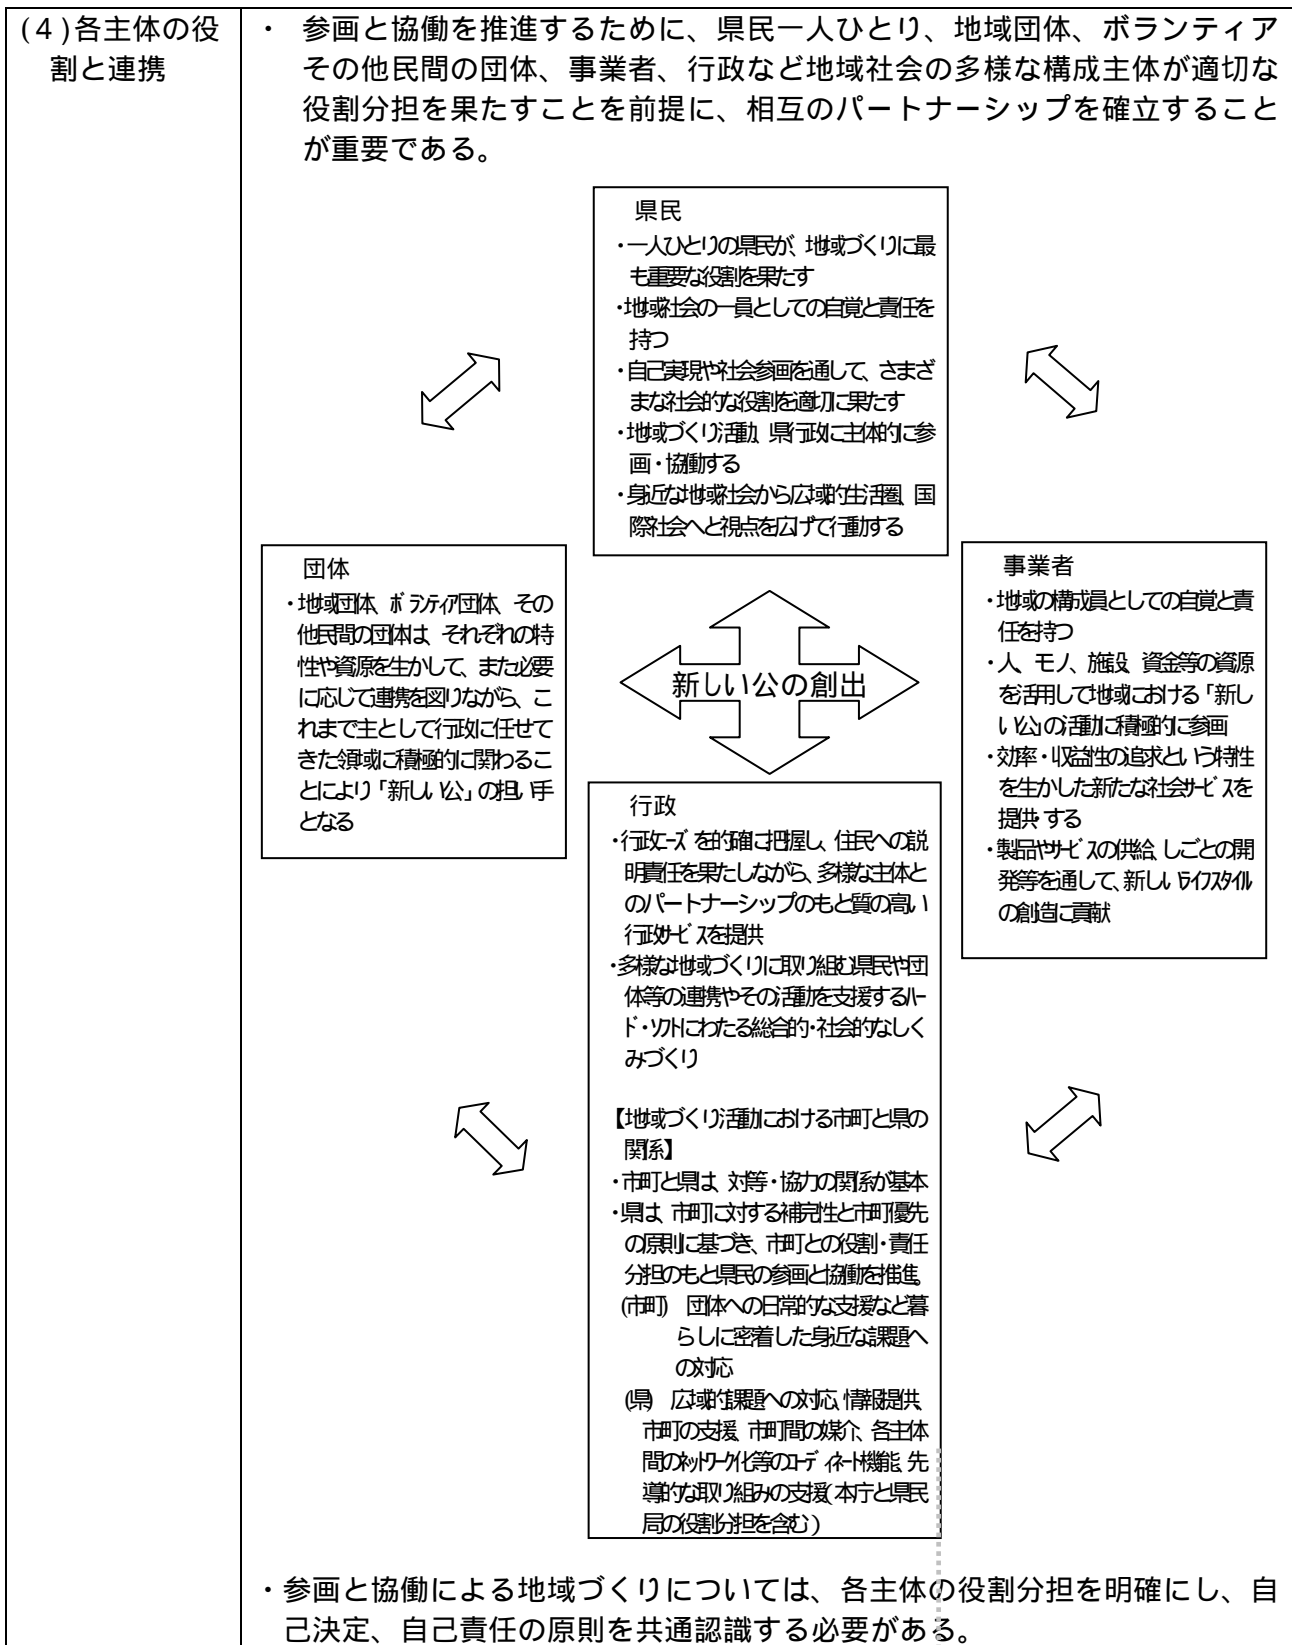 (4)各主体の役
割と連携
・ 参画と協働を推進するために、県民一人ひとり、地域団体、ボランティア
その他民間の団体、事業者、行政など地域社会の多様な構成主体が適切な
役割分担を果たすことを前提に、相互のパートナーシップを確立すること
が重要である。
県民
・一人ひとりの県民が、地域づくりに最
も重要な役割を果たす
・地域社会の一員としての自覚と責任を
持つ
・自己実現や社会参画を通して、さまざ
まな社会的な役割を適切に果たす
・地域づくり活動、県行政に主体的に参
画・協働する
・身近な地域社会から広域的生活圏、国
際社会へと視点を広げて行動する
団体
・地域団体、ボランティア団体、その
他民間の団体は、それぞれの特
性や資源を生かして、また必要
に応じて連携を図りながら、こ
れまで主として行政に任せて
きた領域に積極的に関わるこ
とにより「新しい公」の担い手
となる
新しい公の創出
事業者
・地域の構成員としての自覚と責
任を持つ
・人、モノ、施設、資金等の資源
を活用して地域における「新し
い公」の活動に積極的に参画
・効率・収益性の追求という特性
を生かした新たな社会サービスを
提供する
・製品やサービスの供給、しごとの開
発等を通して、新しいライフスタイル
の創造に貢献
行政
・行政ニーズを的確に把握し、住民への説
明責任を果たしながら、多様な主体と
のパートナーシップのもと質の高い
行政サービスを提供
・多様な地域づくりに取り組む県民や団
体等の連携やその活動を支援するハー
ド・ソフトにわたる総合的・社会的なしく
みづくり
【地域づくり活動における市町と県の
関係】
・市町と県は、対等・協力の関係が基本
・県は、市町に対する補完性と市町優先
の原則に基づき、市町との役割・責任
分担のもと県民の参画と協働を推進。
(市町) 団体への日常的な支援など暮
らしに密着した身近な課題へ
の対応
(県) 広域的課題への対応、情報提供、
市町の支援、市町間の媒介、各主体
間のネットワーク化等のコーディネート機能、先
導的な取り組みの支援(本庁と県民
局の役割分担を含む)
・参画と協働による地域づくりについては、各主体の役割分担を明確にし、自
己決定、自己責任の原則を共通認識する必要がある。